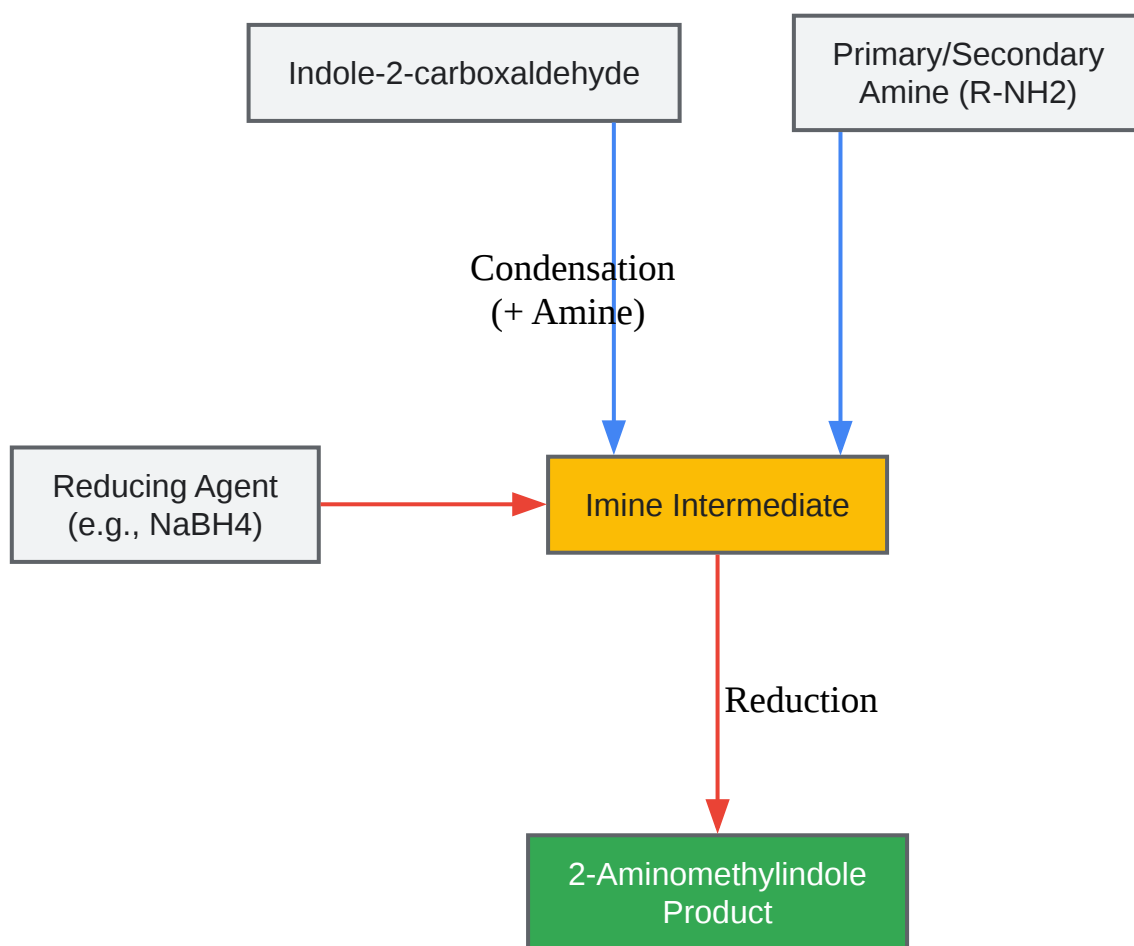 Indole-2-carboxaldehyde
Primary/Secondary
Amine (R-NH2)
Condensation
(+ Amine)
Reducing Agent
(e.g., NaBH4)
Imine Intermediate
Reduction
2-Aminomethylindole
Product